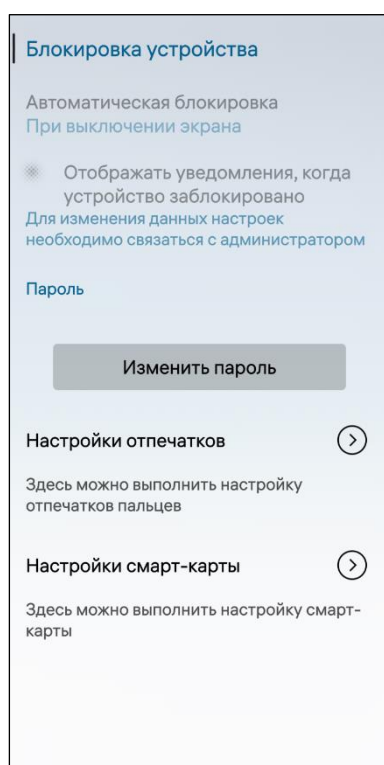 Блокировка устройства
Автоматическая блокировка
При выключении экрана
Отображать уведомления, когда
устройство заблокировано
Для изменения данных настроек
необходимо связаться с администратором
Пароль
Изменить пароль
Настройки отпечатков
Здесь можно выполнить настройку
отпечатков пальцев
Настройки смарт-карты
Здесь можно выполнить настройку смарт-
карты